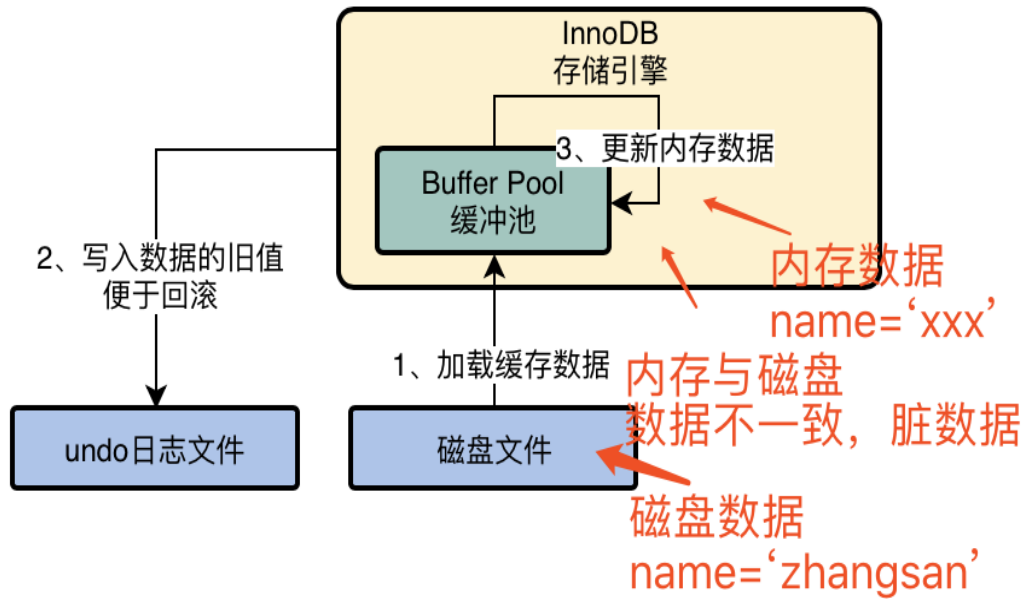 InnoDB
存储引擎
3、更新内存数据
Buffer Pool
缓冲池
2、写入数据的旧值
便于回滚
内存数据
name=‘xxx’
1、加载缓存数据
内存与磁盘
数据不一致，脏数据
undo日志文件
磁盘文件
磁盘数据
name=‘zhangsan’